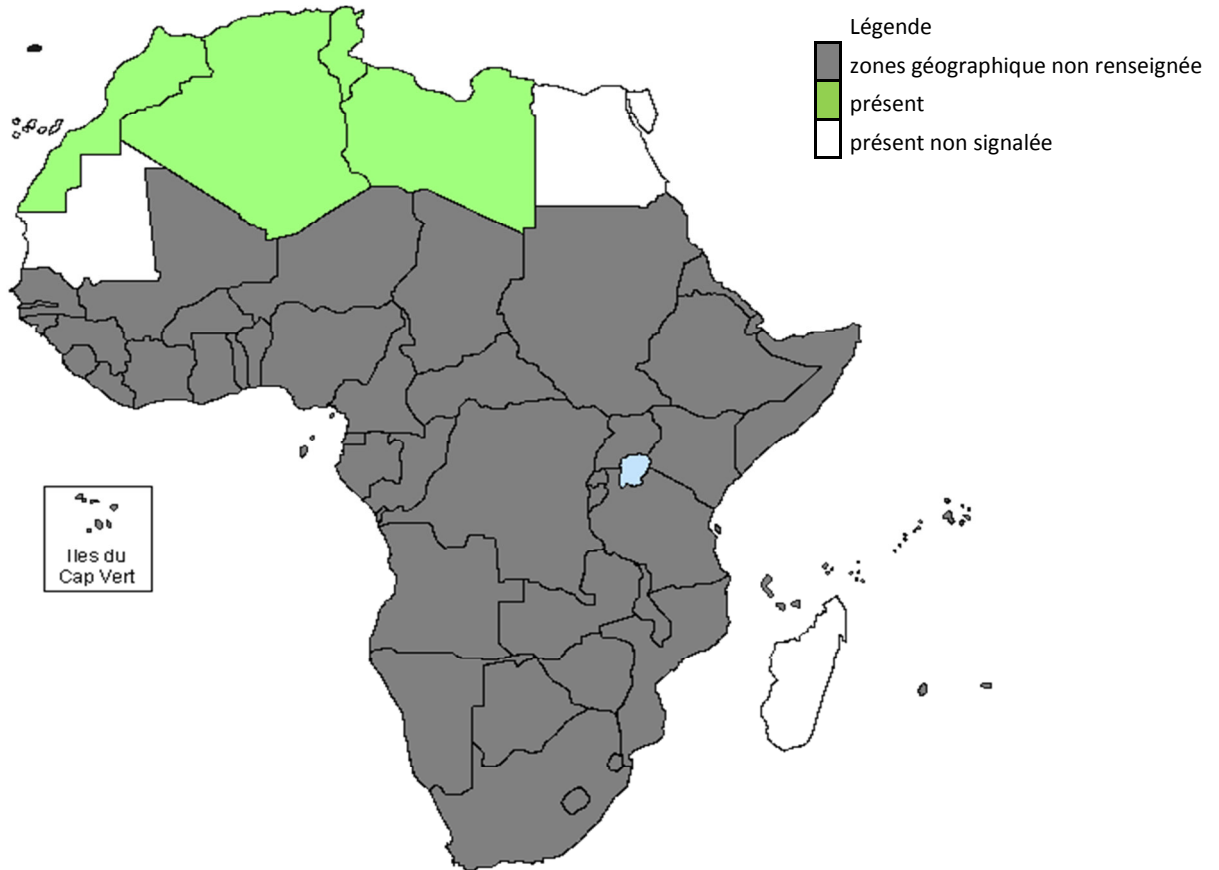 Légende
zones géographique non renseignée
présent
présent non signalée
Iles du
Cap Vert